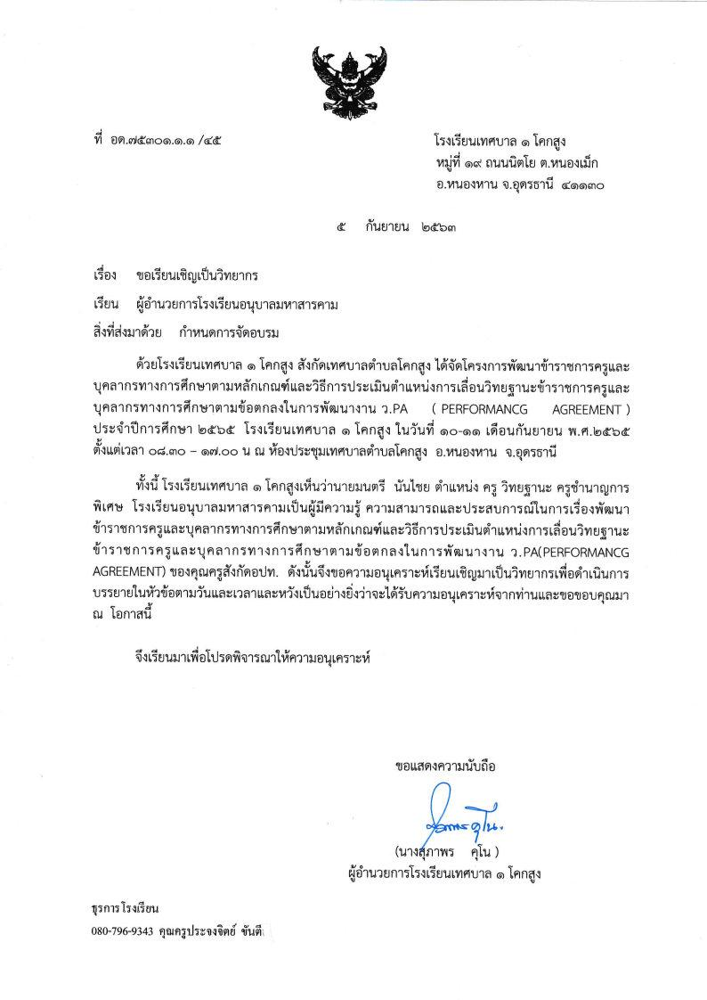 ที่ อด.๗๕๓๐๑.๑.๑ /๔๕
โรงเรียนเทศบาล ๑ โคกสูง
หมู่ที่ ๑๙ ถนนนิตโย ต.หนองเม็ก
อ.หนองหาน จ.อุดรธานี ๔๑๑๓๐
๕ กันยายน ๒๕๖๓
เรื่อง ขอเรียนเชิญเป็นวิทยากร
เรียน ผู้อำนวยการโรงเรียนอนุบาลมหาสารคาม
สิ่งที่ส่งมาด้วย กำหนดการจัดอบรม
ด้วยโรงเรียนเทศบาล ๑ โคกสูง สังกัดเทศบาลตำบลโคกสูง ได้จัดโครงการพัฒนาข้าราชการครูและ
บุคลากรทางการศึกษาตามหลักเกณฑ์และวิธีการประเมินตำแหน่งการเลื่อนวิทยฐานะข้าราชการครูและ
บุคลากรทางการศึกษาตามข้อตกลงในการพัฒนางาน ว.PA ( PERFORMANCG AGREEMENT )
ประจำปีการศึกษา ๒๕๖๕ โรงเรียนเทศบาล ๑ โคกสูง ในวันที่ ๑๐-๑๑ เดือนกันยายน พ.ศ.๒๕๖๕
ตั้งแต่เวลา ๐๘.๓๐ – ๑๗.๐๐ น ณ ห้องประชุมเทศบาลตำบลโคกสูง อ.หนองหาน จ.อุดรธานี
ทั้งนี้ โรงเรียนเทศบาล ๑ โคกสูงเห็นว่านายมนตรี นันไชย ตำแหน่ง ครู วิทยฐานะ ครูชำนาญการ
พิเศษ โรงเรียนอนุบาลมหาสารคามเป็นผู้มีความรู้ ความสามารถและประสบการณ์ในการเรื่องพัฒนา
ข้าราชการครูและบุคลากรทางการศึกษาตามหลักเกณฑ์และวิธีการประเมินตำแหน่งการเลื่อนวิทยฐานะ
ข้าราชการครูและบุคลากรทางการศึกษาตามข้อตกลงในการพัฒนางาน ว.PA(PERFORMANCG
AGREEMENT) ของคุณครูสังกัดอปท. ดังนั้นจึงขอความอนุเคราะห์เรียนเชิญมาเป็นวิทยากรเพื่อดำเนินการ
บรรยายในหัวข้อตามวันและเวลาและหวังเป็นอย่างยิ่งว่าจะได้รับความอนุเคราะห์จากท่านและขอขอบคุณมา
ณ โอกาสนี้
จึงเรียนมาเพื่อโปรดพิจารณาให้ความอนุเคราะห์
ขอแสดงความนับถือ
สุภาพร คุโน.
(นางสุภาพร คุโน )
ผู้อำนวยการโรงเรียนเทศบาล ๑ โคกสูง
ธุรการโรงเรียน
080-796-9343 คุณครูประจงจิตย์ ขันตี